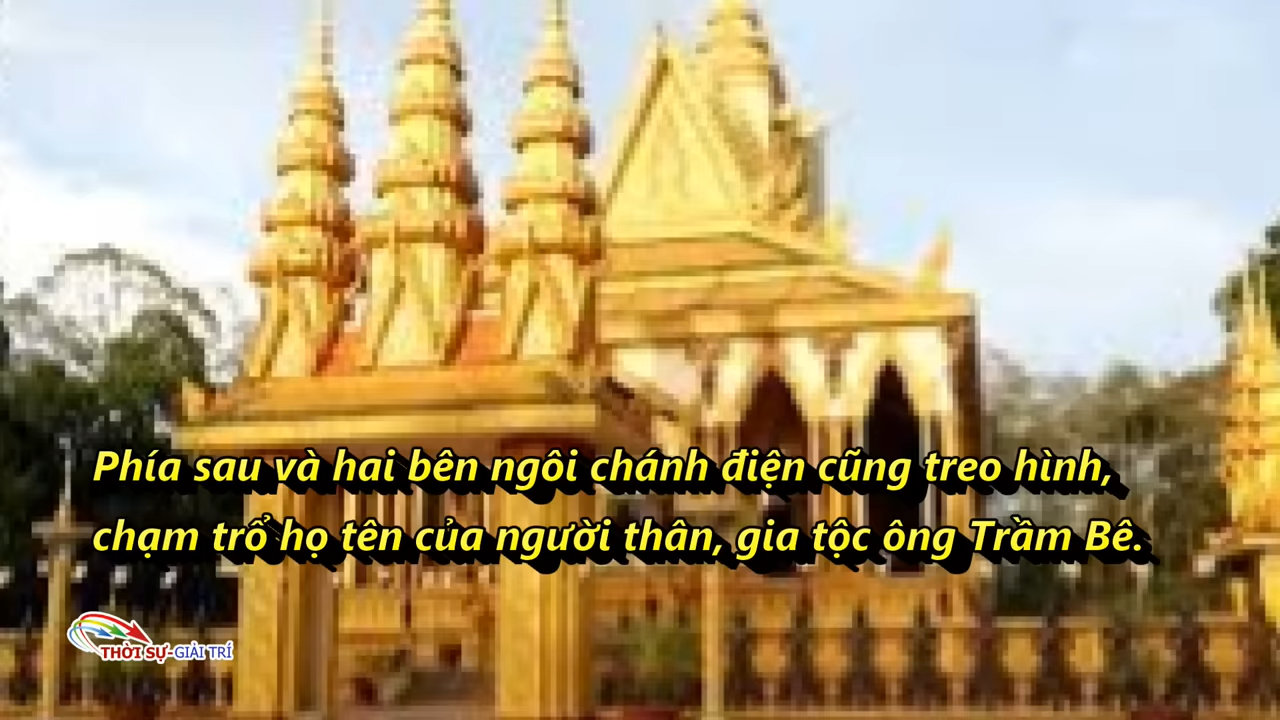 Phía sau và hai bên ngôi chánh điện cũng treo hình,
chạm trổ họ tên của người thân, gia tộc ông Trầm Bê.
THỜI SỰ-GIẢI TRÍ